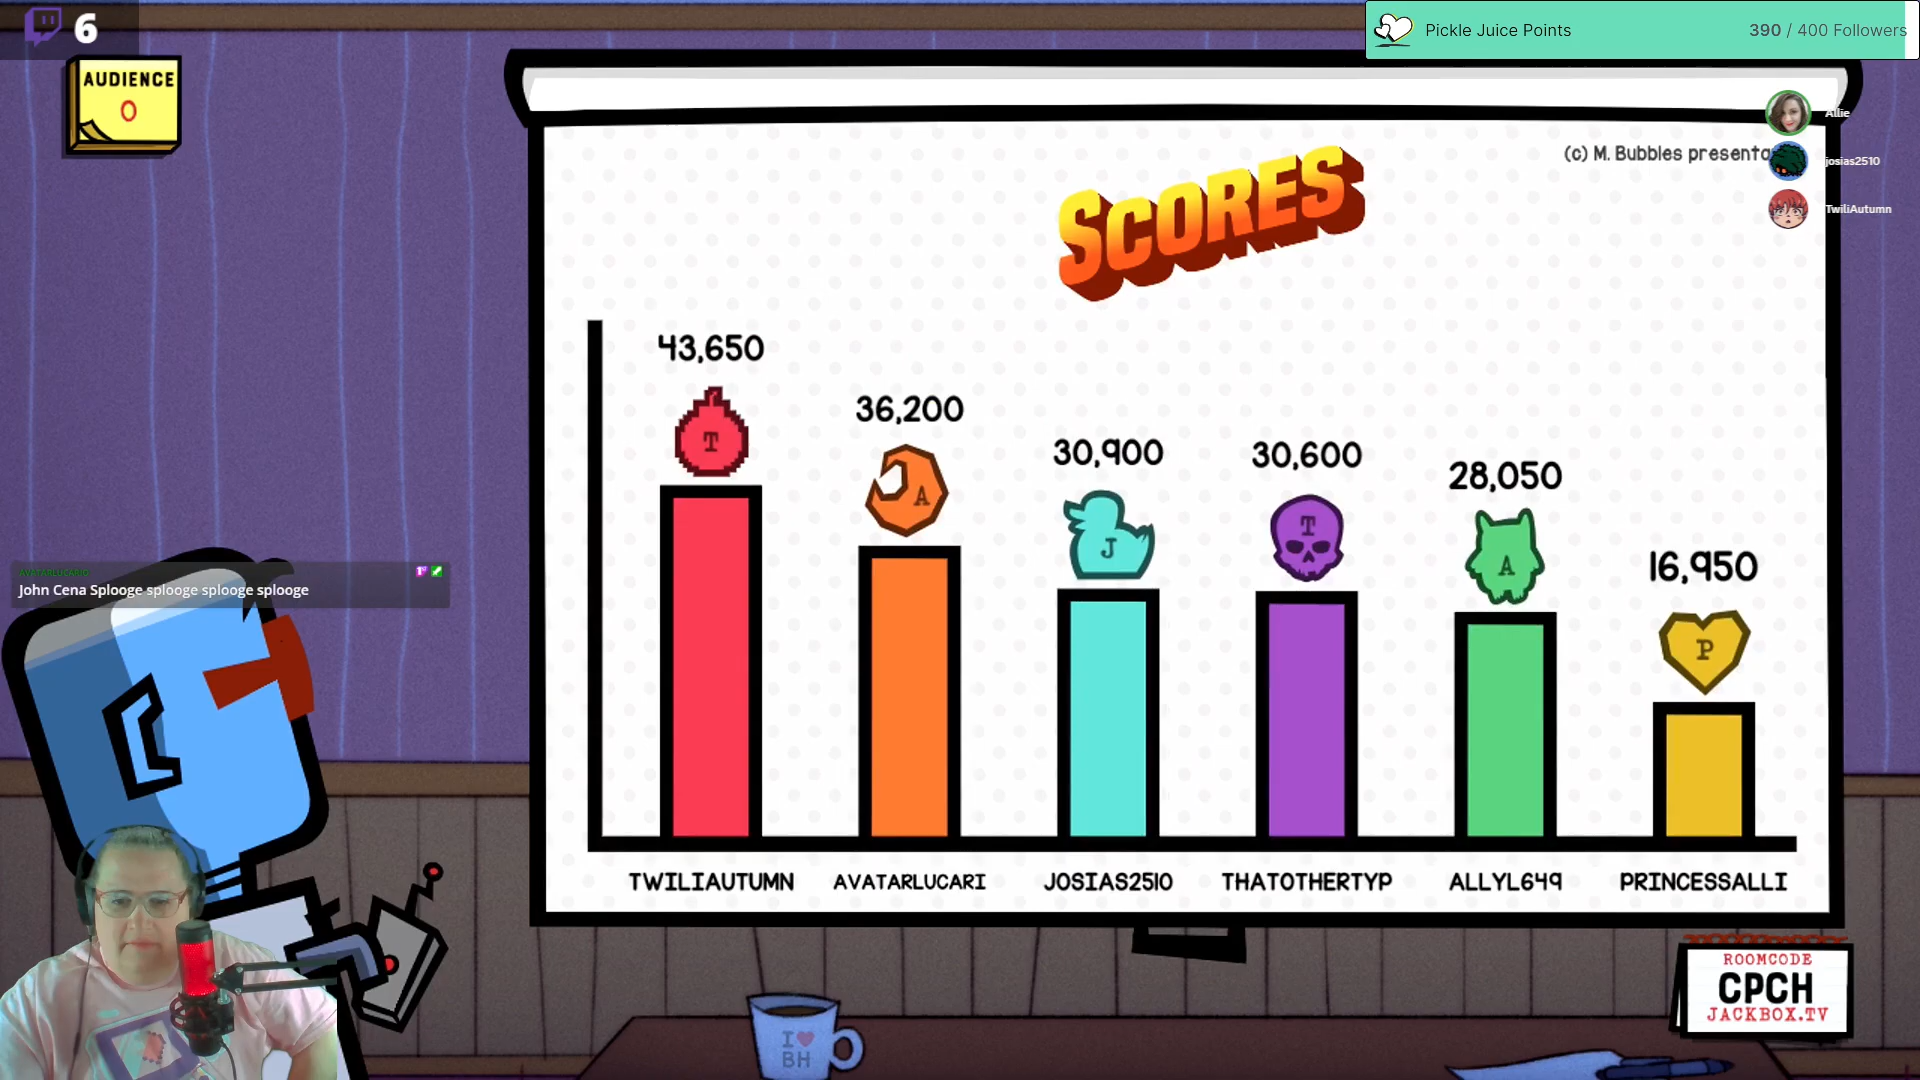 6
Pickle Juice Points 390 / 400 Followers
AUDIENCE
0
Allie
(c) M. Bubbles presenta
josias2510
TwiliAutumn
SCORES
43,650
36,200
30,900
30,600
28,050
16,950
T
A
J
T
A
P
AVATARLUCARIO
John Cena Splooge splooge splooge splooge
TWILIAUTUMN AVATARLUCARI JOSIAS2510 THATOTHERTYP ALLYL649 PRINCESSALLI
ROOMCODE
CPCH
JACKBOX.TV
I ❤
BH